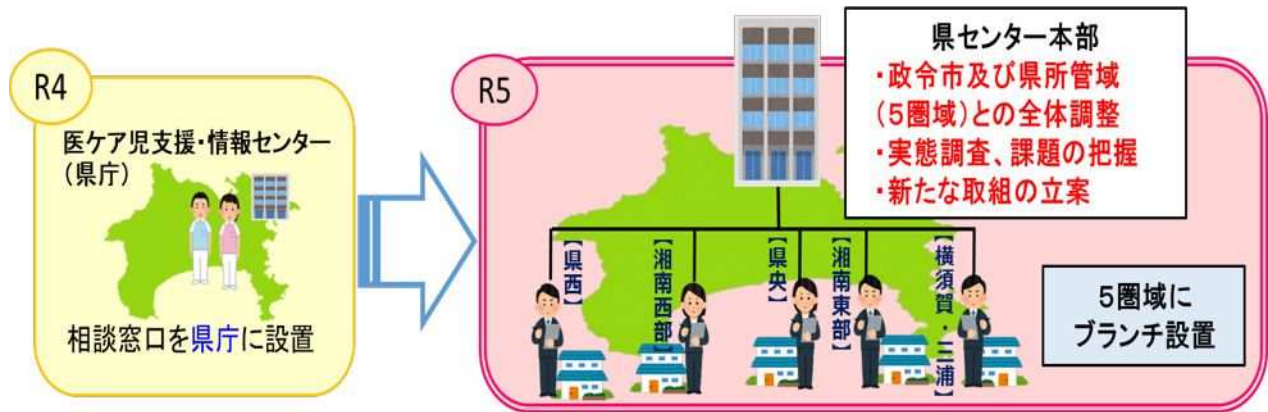 R4
医ケア児支援・情報センター
(県庁)
相談窓口を県庁に設置
R5
県センター本部
・政令市及び県所管域
(5圏域)との全体調整
・実態調査、課題の把握
・新たな取組の立案
【県西】
【湘南西部】
【県央】
【湘南東部】
【横須賀・三浦】
5圏域に
ブランチ設置